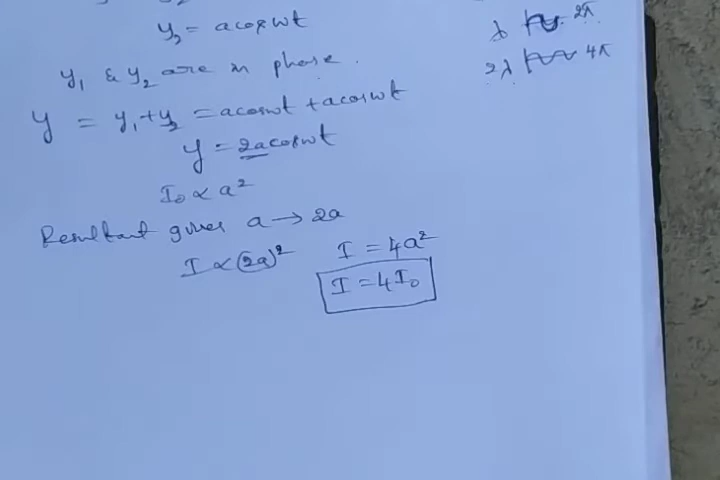 y₂ = a cos ωt
λ 2π
y₁ & y₂ are in phase.
2λ 4π
y = y₁+y₂ = a cos ωt + a cos ωt
y = 2a cos ωt
I₀ ∝ a²
Resultant gives a → 2a
I ∝ (2a)² I = 4a²
I = 4I₀